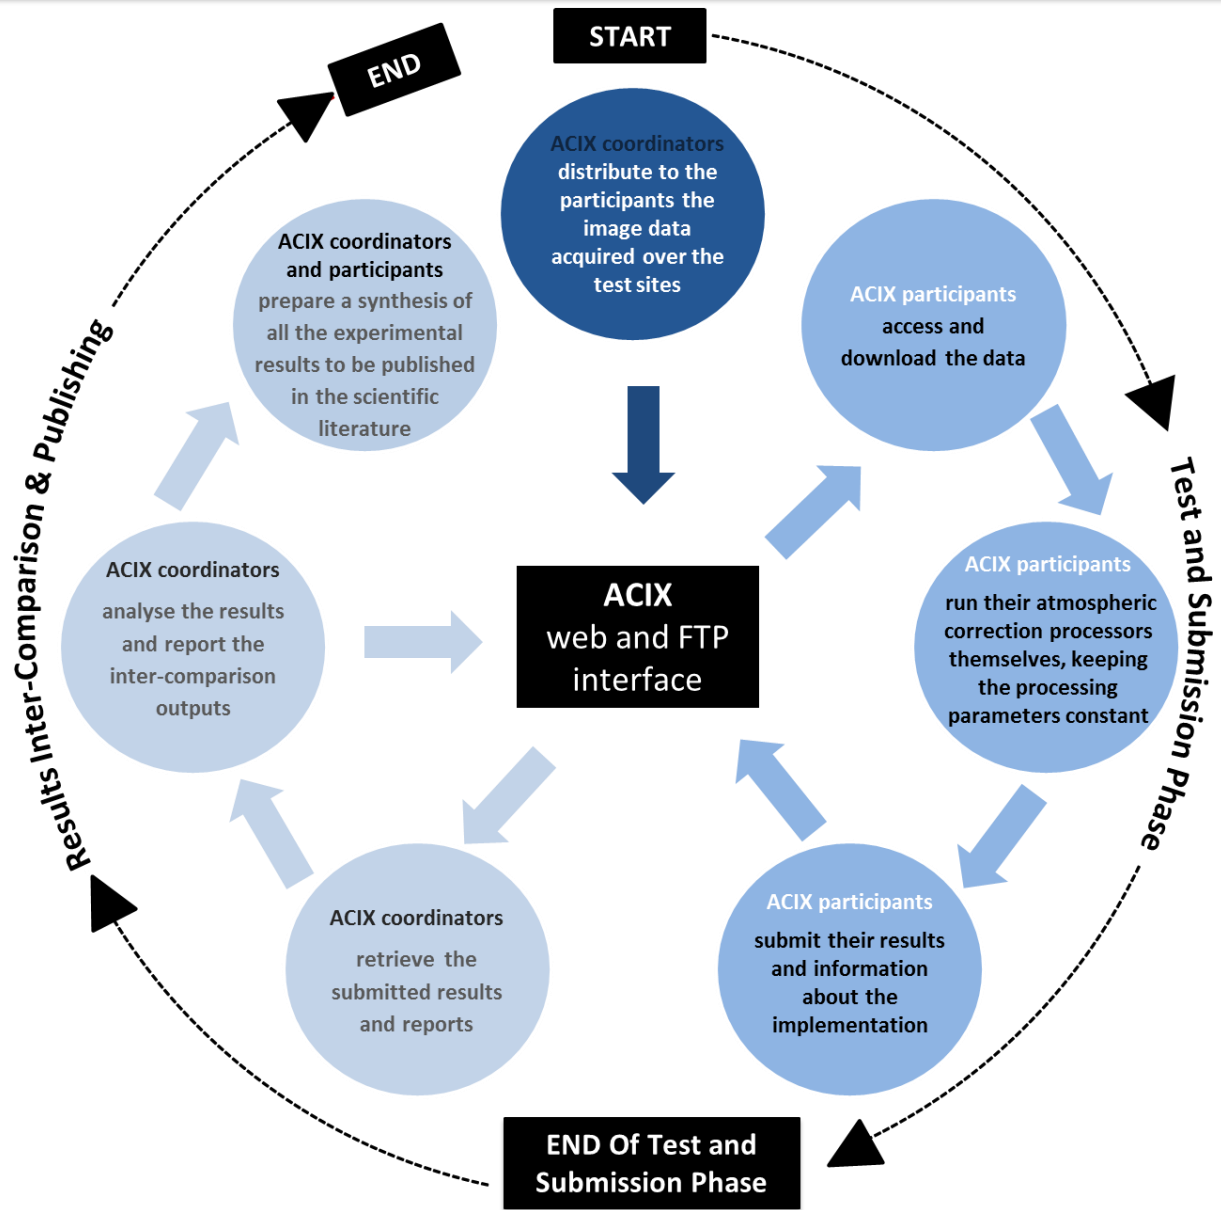 START
END
ACIX coordinators
distribute to the
participants the
image data
acquired over the
test sites
ACIX participants
access and
download the data
ACIX participants
run their atmospheric
correction processors
themselves, keeping
the processing
parameters constant
ACIX participants
submit their results
and information
about the
implementation
ACIX
web and FTP
interface
ACIX coordinators
retrieve the
submitted results
and reports
ACIX coordinators
analyse the results
and report the
inter-comparison
outputs
ACIX coordinators
and participants
prepare a synthesis of
all the experimental
results to be published
in the scientific
literature
Test and Submission Phase
END Of Test and
Submission Phase
Results Inter-Comparison & Publishing